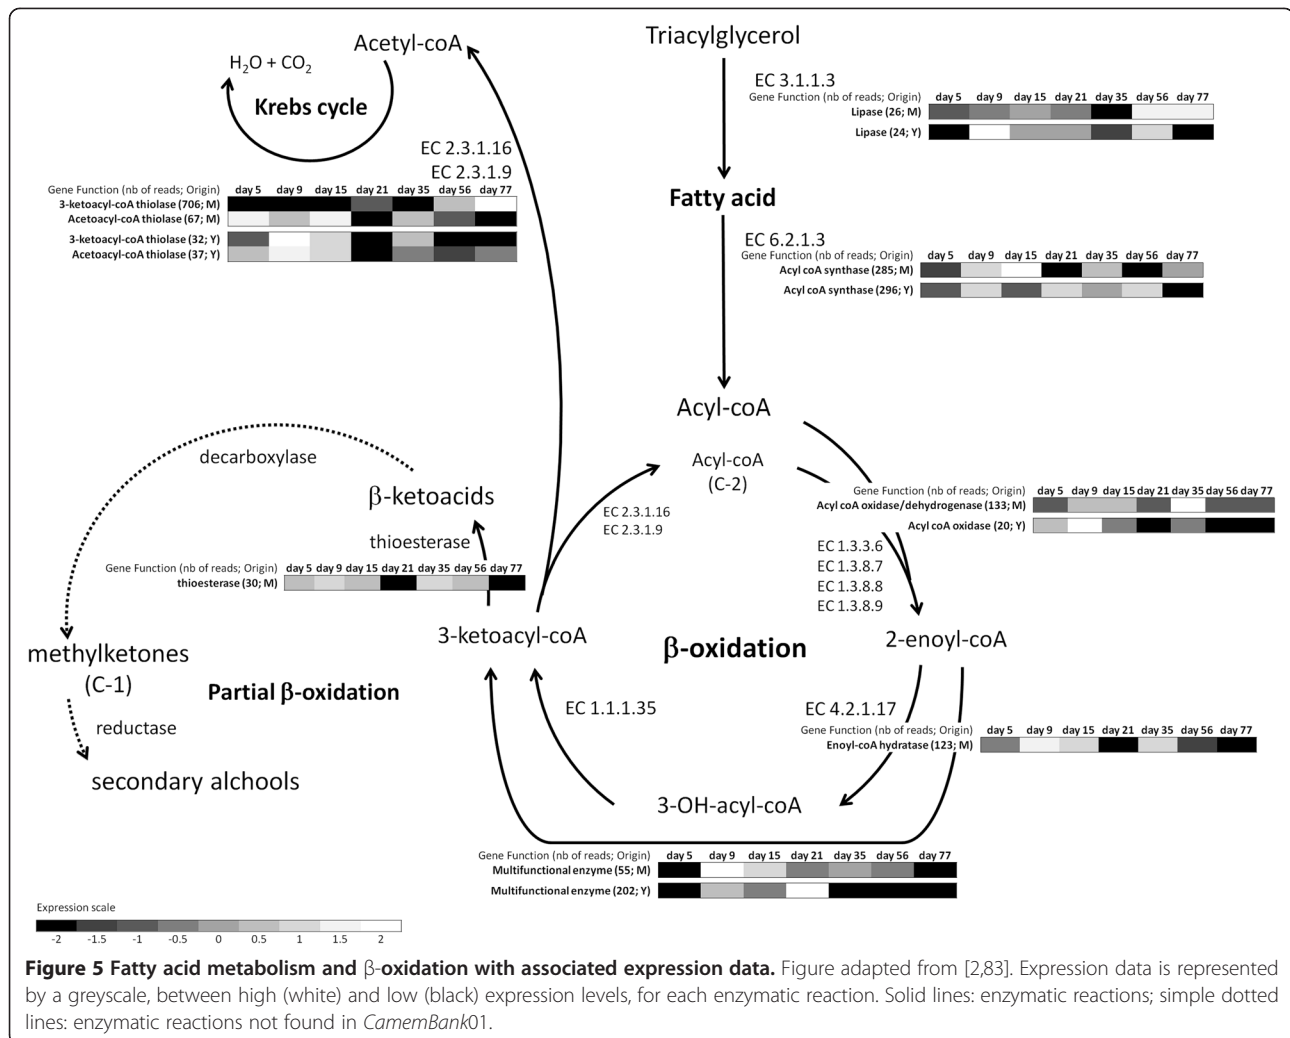 Acetyl-coA
H2O + CO2
Krebs cycle
EC 2.3.1.16
EC 2.3.1.9
Gene Function (nb of reads; Origin) day 5 day 9 day 15 day 21 day 35 day 56 day 77
3-ketoacyl-coA thiolase (706; M)
Acetoacyl-coA thiolase (67; M)
3-ketoacyl-coA thiolase (32; Y)
Acetoacyl-coA thiolase (37; Y)
Triacylglycerol
EC 3.1.1.3
Gene Function (nb of reads; Origin) day 5 day 9 day 15 day 21 day 35 day 56 day 77
Lipase (26; M)
Lipase (24; Y)
Fatty acid
EC 6.2.1.3
Gene Function (nb of reads; Origin) day 5 day 9 day 15 day 21 day 35 day 56 day 77
Acyl coA synthase (285; M)
Acyl coA synthase (296; Y)
Acyl-coA
Acyl-coA
(C-2)
EC 2.3.1.16
EC 2.3.1.9
Gene Function (nb of reads; Origin) day 5 day 9 day 15 day 21 day 35 day 56 day 77
Acyl coA oxidase/dehydrogenase (133; M)
Acyl coA oxidase (20; Y)
EC 1.3.3.6
EC 1.3.8.7
EC 1.3.8.8
EC 1.3.8.9
decarboxylase
β-ketoacids
thioesterase
Gene Function (nb of reads; Origin) day 5 day 9 day 15 day 21 day 35 day 56 day 77
thioesterase (30; M)
3-ketoacyl-coA
β-oxidation
2-enoyl-coA
methylketones
(C-1)
Partial β-oxidation
reductase
secondary alchools
EC 1.1.1.35
EC 4.2.1.17
Gene Function (nb of reads; Origin) day 5 day 9 day 15 day 21 day 35 day 56 day 77
Enoyl-coA hydratase (123; M)
3-OH-acyl-coA
Gene Function (nb of reads; Origin) day 5 day 9 day 15 day 21 day 35 day 56 day 77
Multifunctional enzyme (55; M)
Multifunctional enzyme (202; Y)
Expression scale
-2 -1.5 -1 -0.5 0 0.5 1 1.5 2
Figure 5 Fatty acid metabolism and β-oxidation with associated expression data. Figure adapted from [2,83]. Expression data is represented
by a greyscale, between high (white) and low (black) expression levels, for each enzymatic reaction. Solid lines: enzymatic reactions; simple dotted
lines: enzymatic reactions not found in CamemBank01.